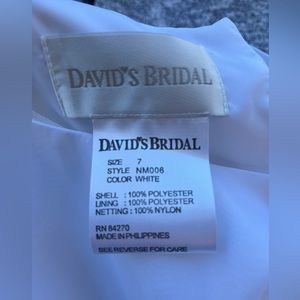 DAVID'S BRIDAL
DAVID'S BRIDAL
SIZE 7
STYLE NM006
COLOR WHITE
SHELL : 100% POLYESTER
LINING : 100% POLYESTER
NETTING : 100% NYLON
RN 84270
MADE IN PHILIPPINES
SEE REVERSE FOR CARE